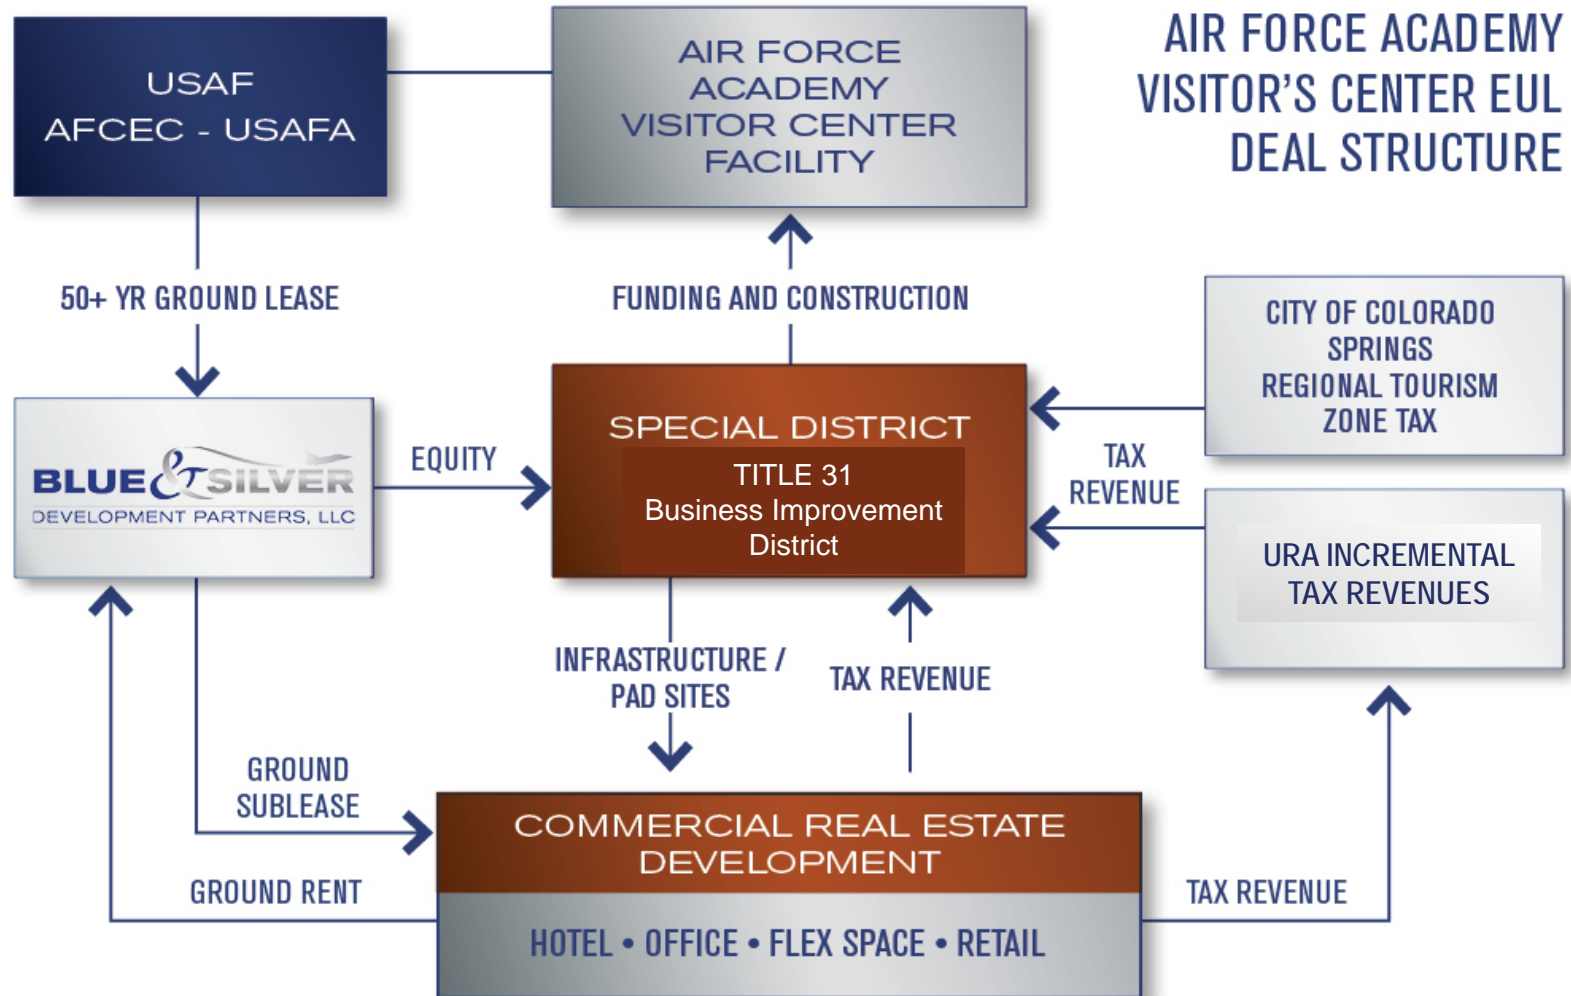 AIR FORCE ACADEMY
VISITOR'S CENTER EUL
DEAL STRUCTURE
USAF
AFCEC - USAFA
AIR FORCE
ACADEMY
VISITOR CENTER
FACILITY
50+ YR GROUND LEASE
FUNDING AND CONSTRUCTION
CITY OF COLORADO
SPRINGS
REGIONAL TOURISM
ZONE TAX
BLUE & SILVER
DEVELOPMENT PARTNERS, LLC
EQUITY
SPECIAL DISTRICT
TITLE 31
Business Improvement
District
TAX
REVENUE
URA INCREMENTAL
TAX REVENUES
INFRASTRUCTURE /
PAD SITES
TAX REVENUE
GROUND
SUBLEASE
COMMERCIAL REAL ESTATE
DEVELOPMENT
GROUND RENT
TAX REVENUE
HOTEL • OFFICE • FLEX SPACE • RETAIL